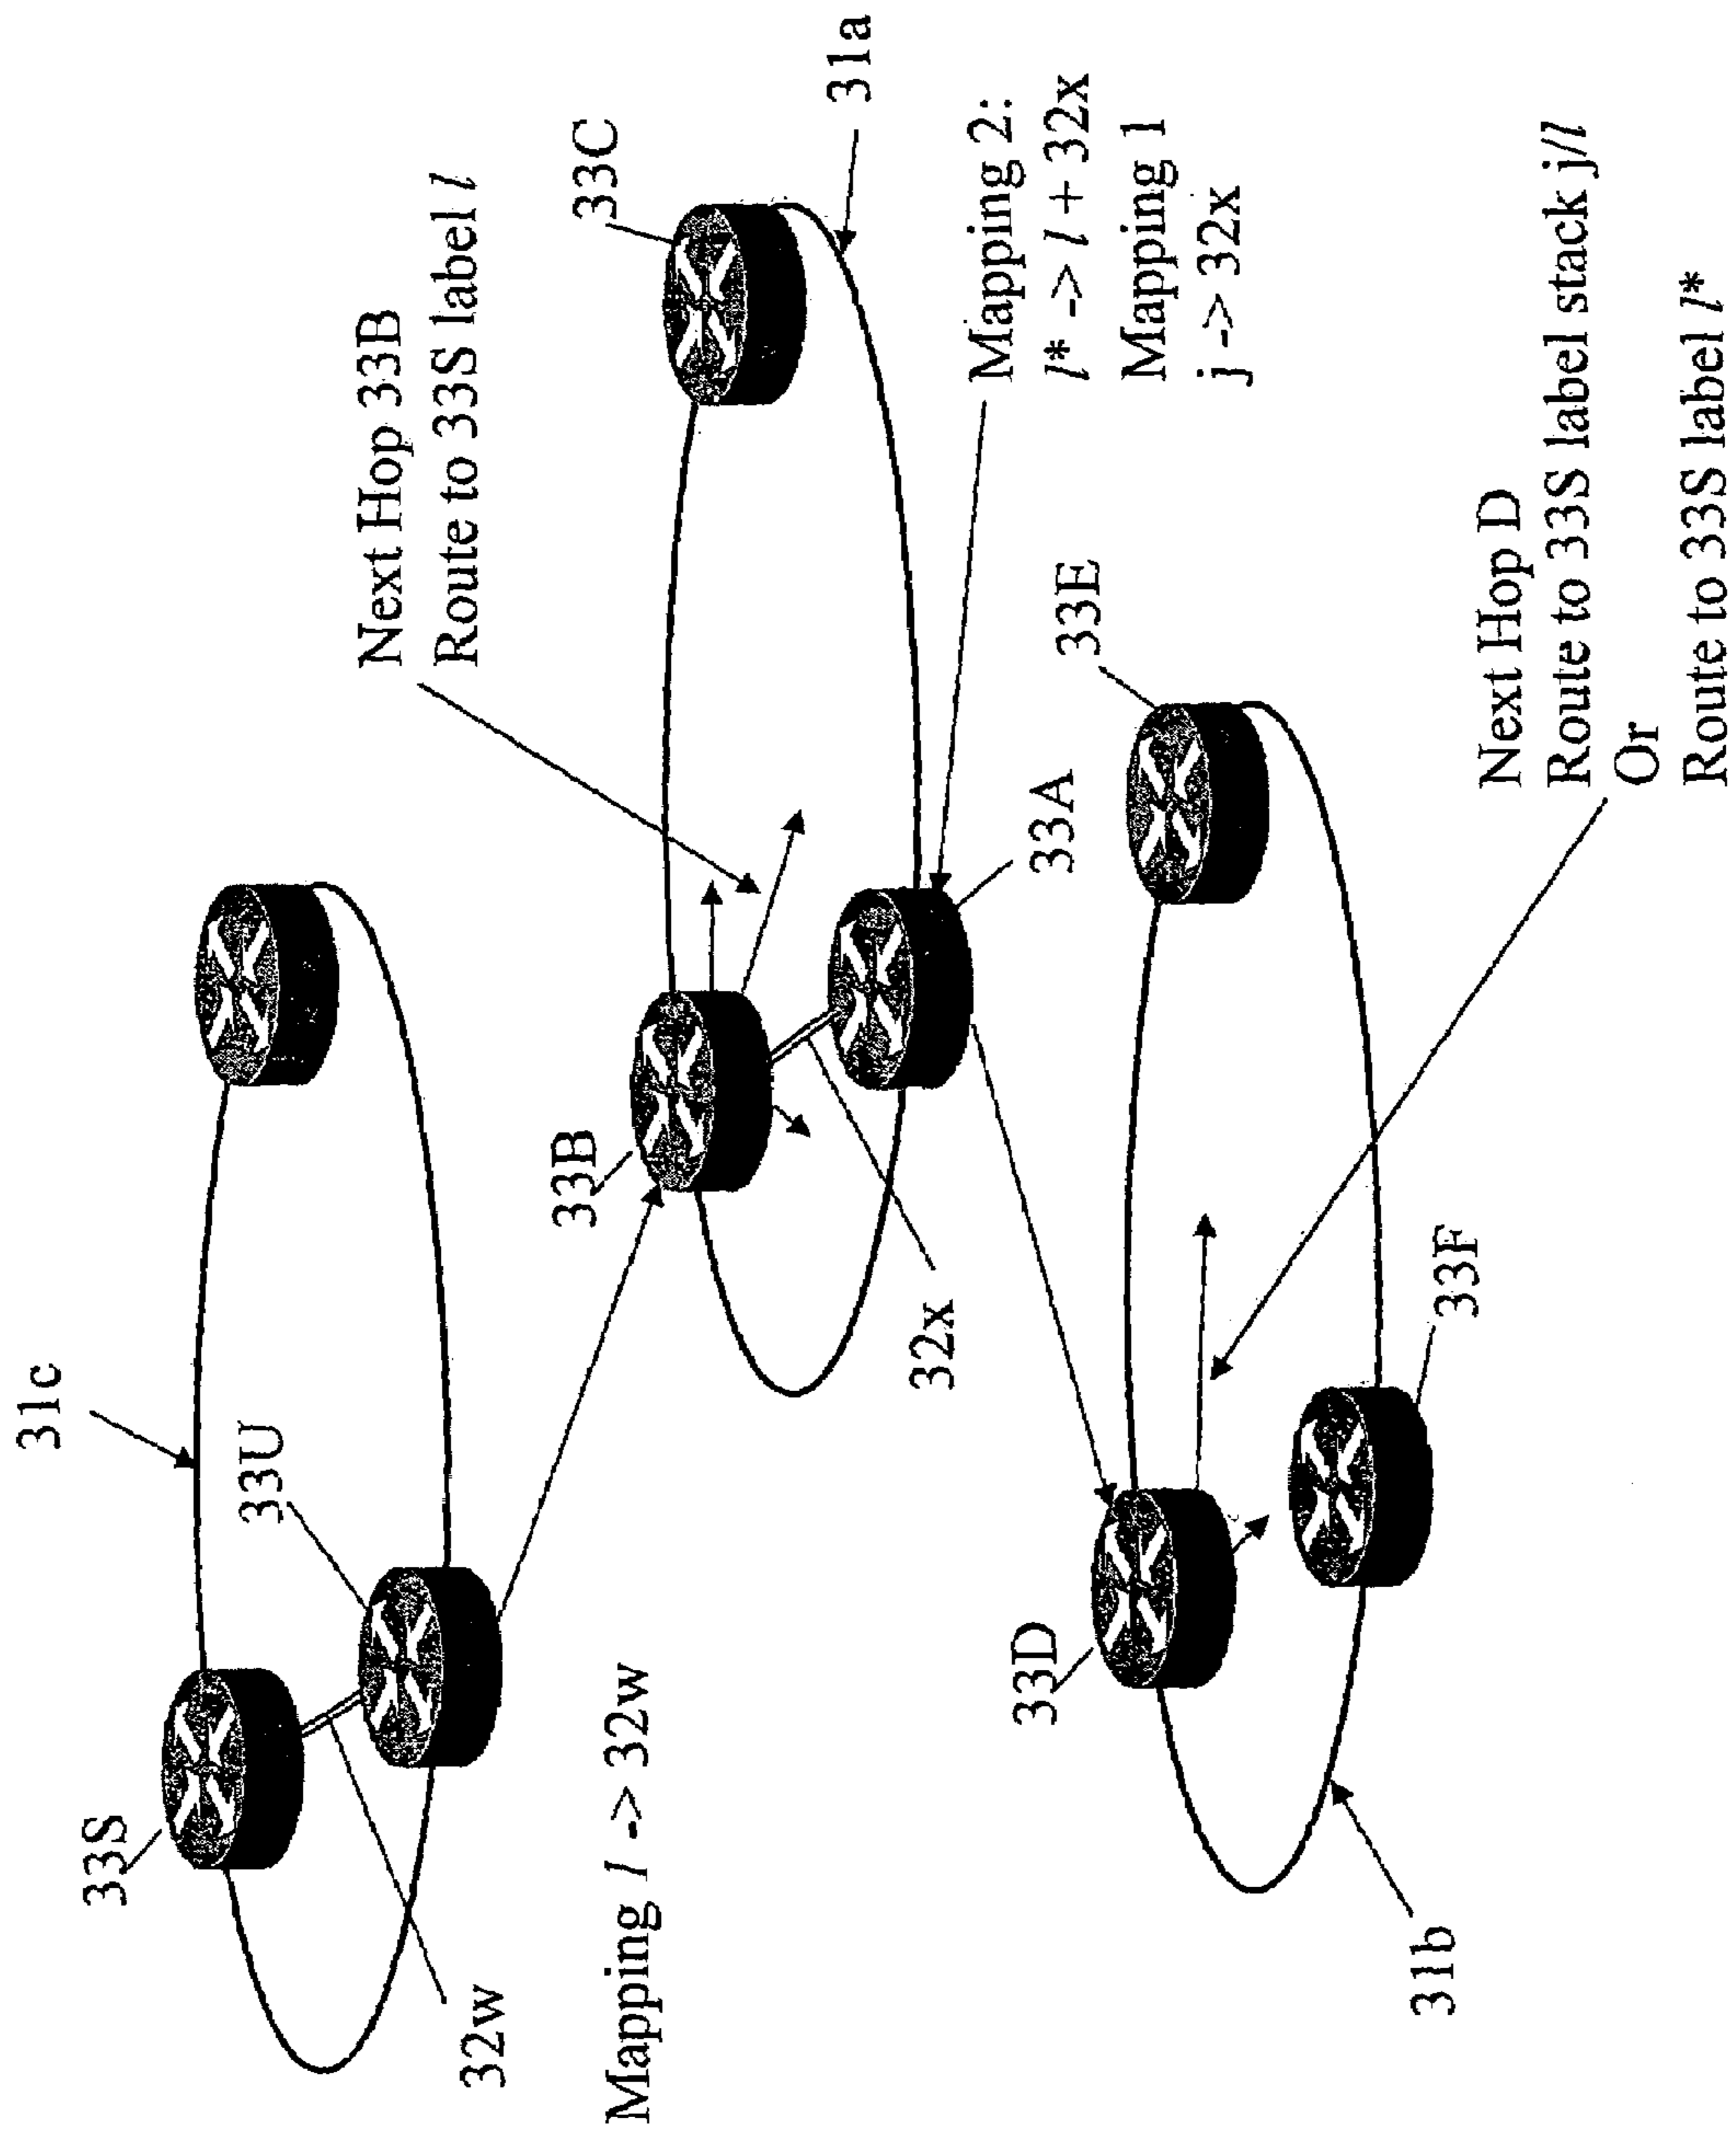 31c
33S
33U
32w
Mapping l -> 32w
Next Hop 33B
Route to 33S label l
33B
33C
31a
32x
33A
Mapping 2:
l* -> l + 32x
Mapping 1
j -> 32x
33D
33E
33F
31b
Next Hop D
Route to 33S label stack j/l
Or
Route to 33S label l*